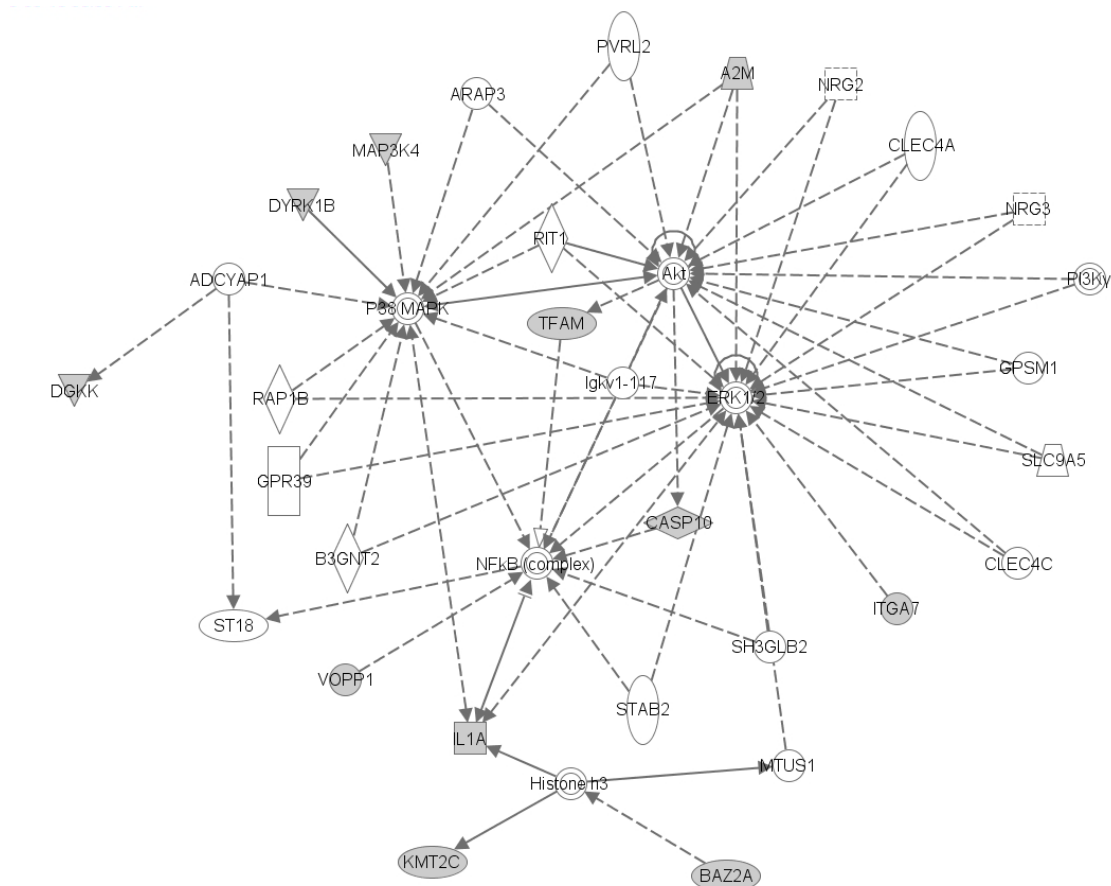 PVRL2
A2M
NRG2
ARAP3
CLEC4A
MAP3K4
DYRK1B
NRG3
RIT1
ADCYAP1
Akt
PI3Kγ
P38 MAPK
TFAM
DGKK
RAP1B
Igkv1-117
ERK1/2
GPSM1
GPR39
SLC9A5
CASP10
B3GNT2
NFkB (complex)
CLEC4C
ITGA7
ST18
SH3GLB2
VOPP1
STAB2
IL1A
MTUS1
Histone h3
KMT2C
BAZ2A